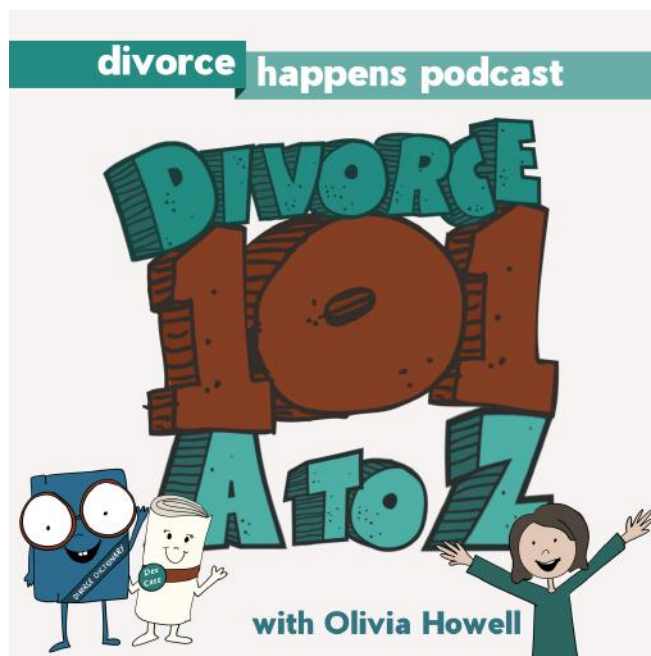 divorce happens podcast
DIVORCE
101
A TO Z
DIVORCE DICTIONARY
DEE
CREE
with Olivia Howell